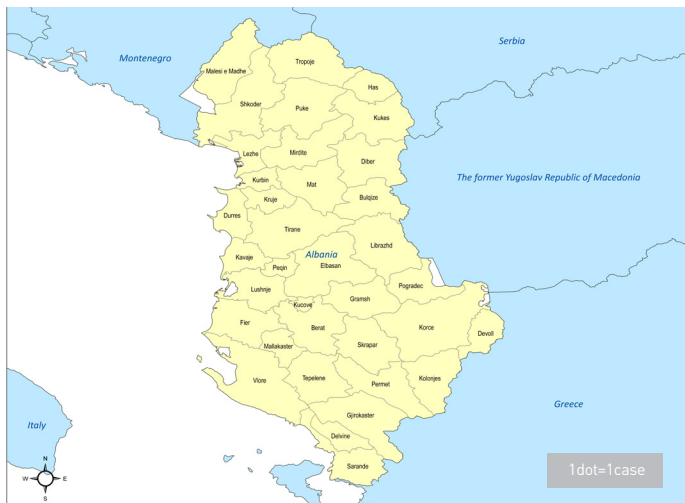 Serbia
Montenegro
Tropoje
Malesi e Madhe
Has
Shkoder
Puke
Kukes
Lezhe
Mirdite
Diber
The former Yugoslav Republic of Macedonia
Kurbin
Mat
Kruje
Bulqize
Durres
Tirane
Librazhd
Kavaje
Albania
Peqin
Elbasan
Pogradec
Lushnje
Kucove
Gramsh
Fier
Berat
Korce
Devoll
Mallakaster
Skrapar
Vlore
Tepelene
Permet
Kolonjes
Greece
Gjirokaster
Italy
Delvine
Sarande
N
W
E
S
1dot=1case